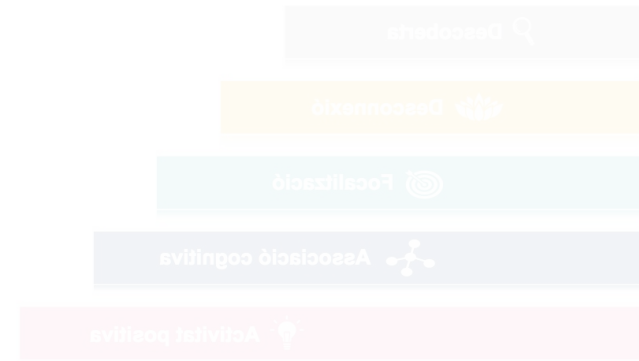 Descoberta
Desconnexió
Focalització
Associació cognitiva
Activitat positiva